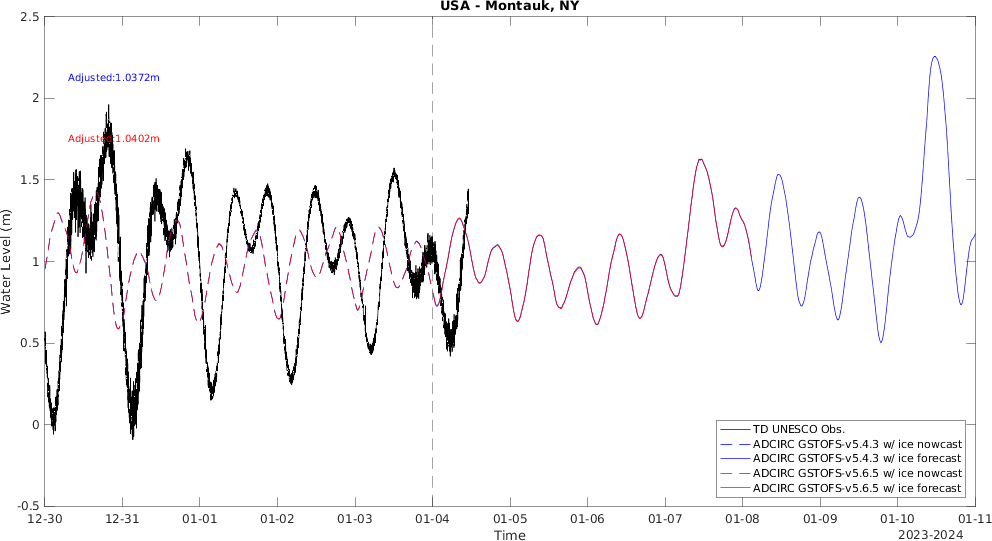 USA - Montauk, NY
2.5
2
1.5
1
0.5
0
-0.5
Water Level (m)
Adjusted:1.0372m
Adjusted:1.0402m
TD UNESCO Obs.
ADCIRC GSTOFS-v5.4.3 w/ ice nowcast
ADCIRC GSTOFS-v5.4.3 w/ ice forecast
ADCIRC GSTOFS-v5.6.5 w/ ice nowcast
ADCIRC GSTOFS-v5.6.5 w/ ice forecast
12-30 12-31 01-01 01-02 01-03 01-04 01-05 01-06 01-07 01-08 01-09 01-10 01-11
Time
2023-2024